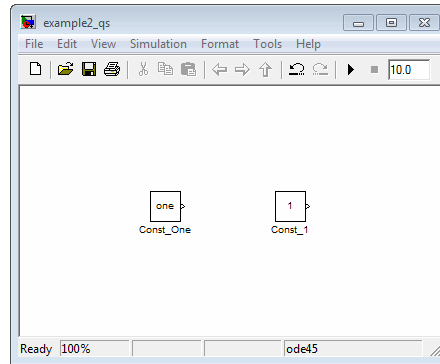 example2_qs
File Edit View Simulation Format Tools Help
10.0
one 1
Const_One Const_1
Ready 100% ode45